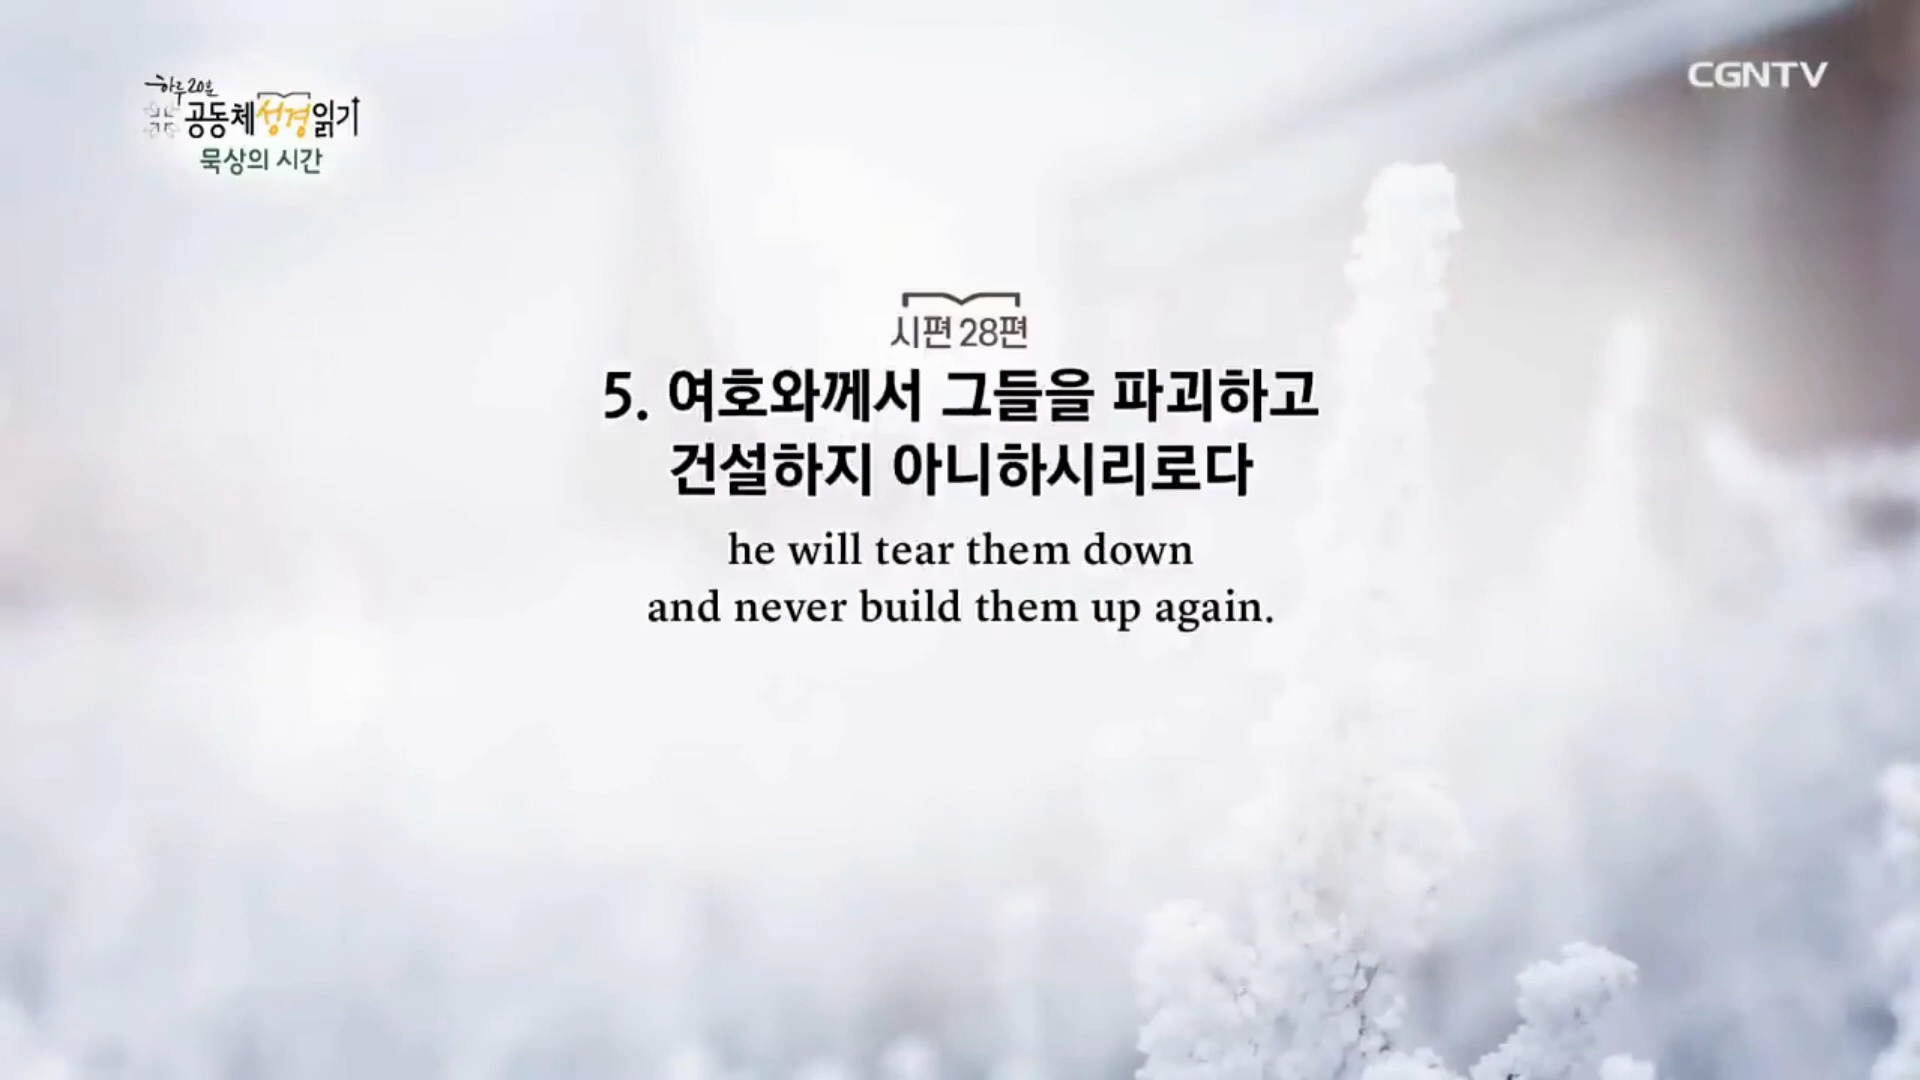 하루 20분
공동체성경읽기
묵상의 시간
CGNTV
시편 28편
5. 여호와께서 그들을 파괴하고
건설하지 아니하시리로다
he will tear them down
and never build them up again.